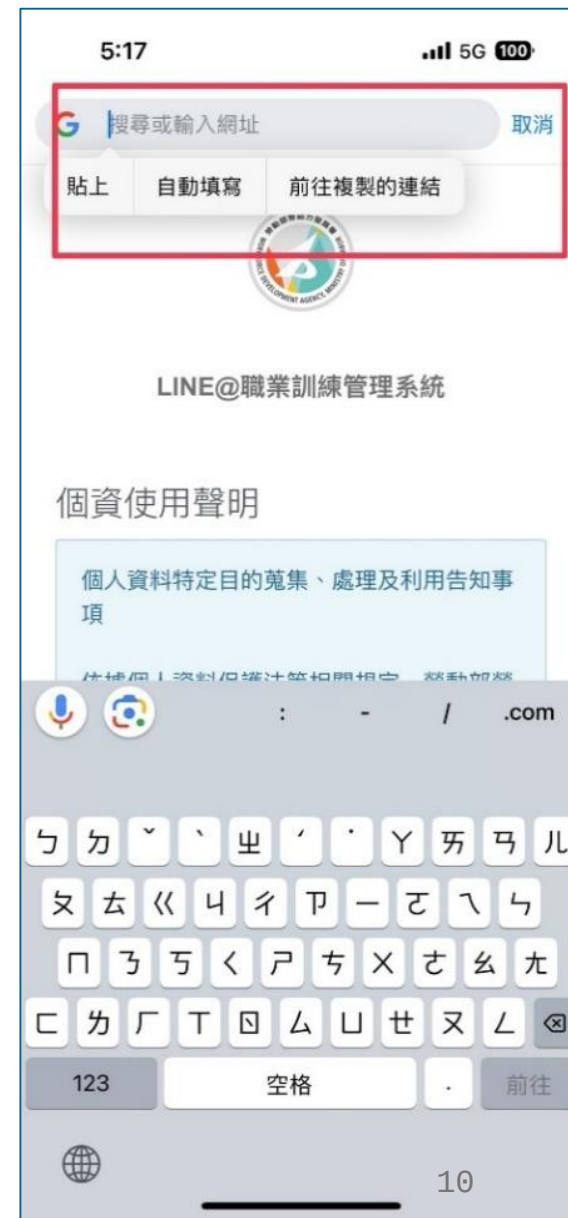 5:17 5G 100
搜尋或輸入網址 取消
貼上 自動填寫 前往複製的連結
LINE@職業訓練管理系統
個資使用聲明
個人資料特定目的蒐集、處理及利用告知事
項
: - / .com
ㄅ ㄉ ˇ ˋ ㄓ ˊ ˙ ㄚ ㄞ ㄢ ㄦ
ㄆ ㄊ ㄍ ㄐ ㄔ ㄗ ㄧ ㄛ ㄟ ㄣ
ㄇ ㄋ ㄎ ㄑ ㄕ ㄘ ㄨ ㄜ ㄠ ㄤ
ㄈ ㄌ ㄏ ㄒ ㄖ ㄙ ㄩ ㄝ ㄡ ㄥ
123 空格 . 前往
10